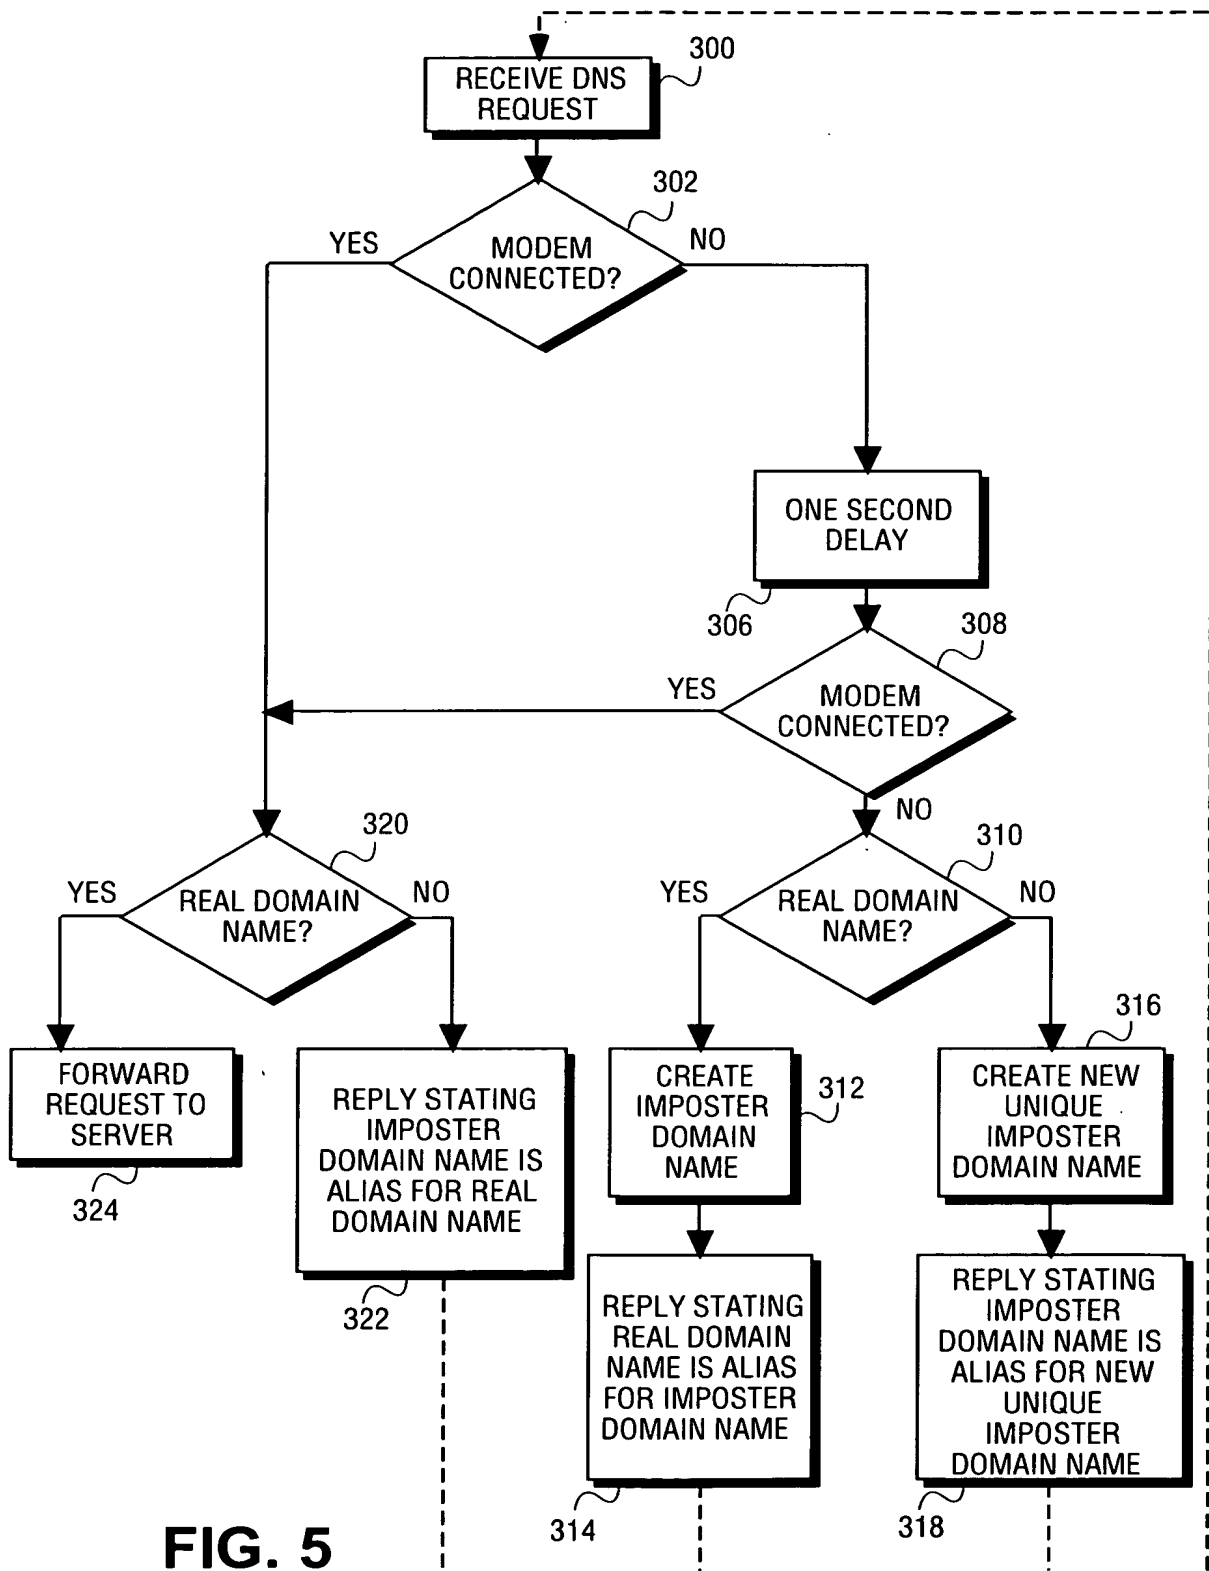 300
RECEIVE DNS
REQUEST
302
YES
MODEM
CONNECTED?
NO
ONE SECOND
DELAY
306
308
YES
MODEM
CONNECTED?
NO
320
YES
REAL DOMAIN
NAME?
NO
310
YES
REAL DOMAIN
NAME?
NO
FORWARD
REQUEST TO
SERVER
324
REPLY STATING
IMPOSTER
DOMAIN NAME IS
ALIAS FOR REAL
DOMAIN NAME
322
CREATE
IMPOSTER
DOMAIN
NAME
312
316
CREATE NEW
UNIQUE
IMPOSTER
DOMAIN NAME
REPLY STATING
REAL DOMAIN
NAME IS ALIAS
FOR IMPOSTER
DOMAIN NAME
314
REPLY STATING
IMPOSTER
DOMAIN NAME IS
ALIAS FOR NEW
UNIQUE
IMPOSTER
DOMAIN NAME
318
FIG. 5